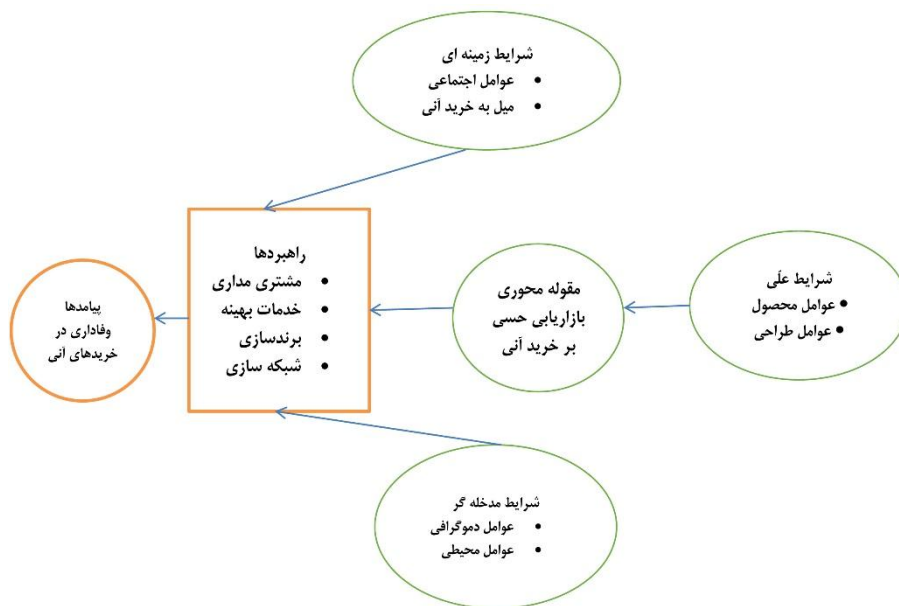 شرایط زمینه ای
• عوامل اجتماعی
• میل به خرید آنی
شرایط علّی
• عوامل محصول
• عوامل طراحی
مقوله محوری
بازاریابی حسی
بر خرید آنی
راهبردها
• مشتری مداری
• خدمات بهینه
• برندسازی
• شبکه سازی
پیامدها
وفاداری در
خریدهای آنی
شرایط مدخله گر
• عوامل دموگرافی
• عوامل محیطی